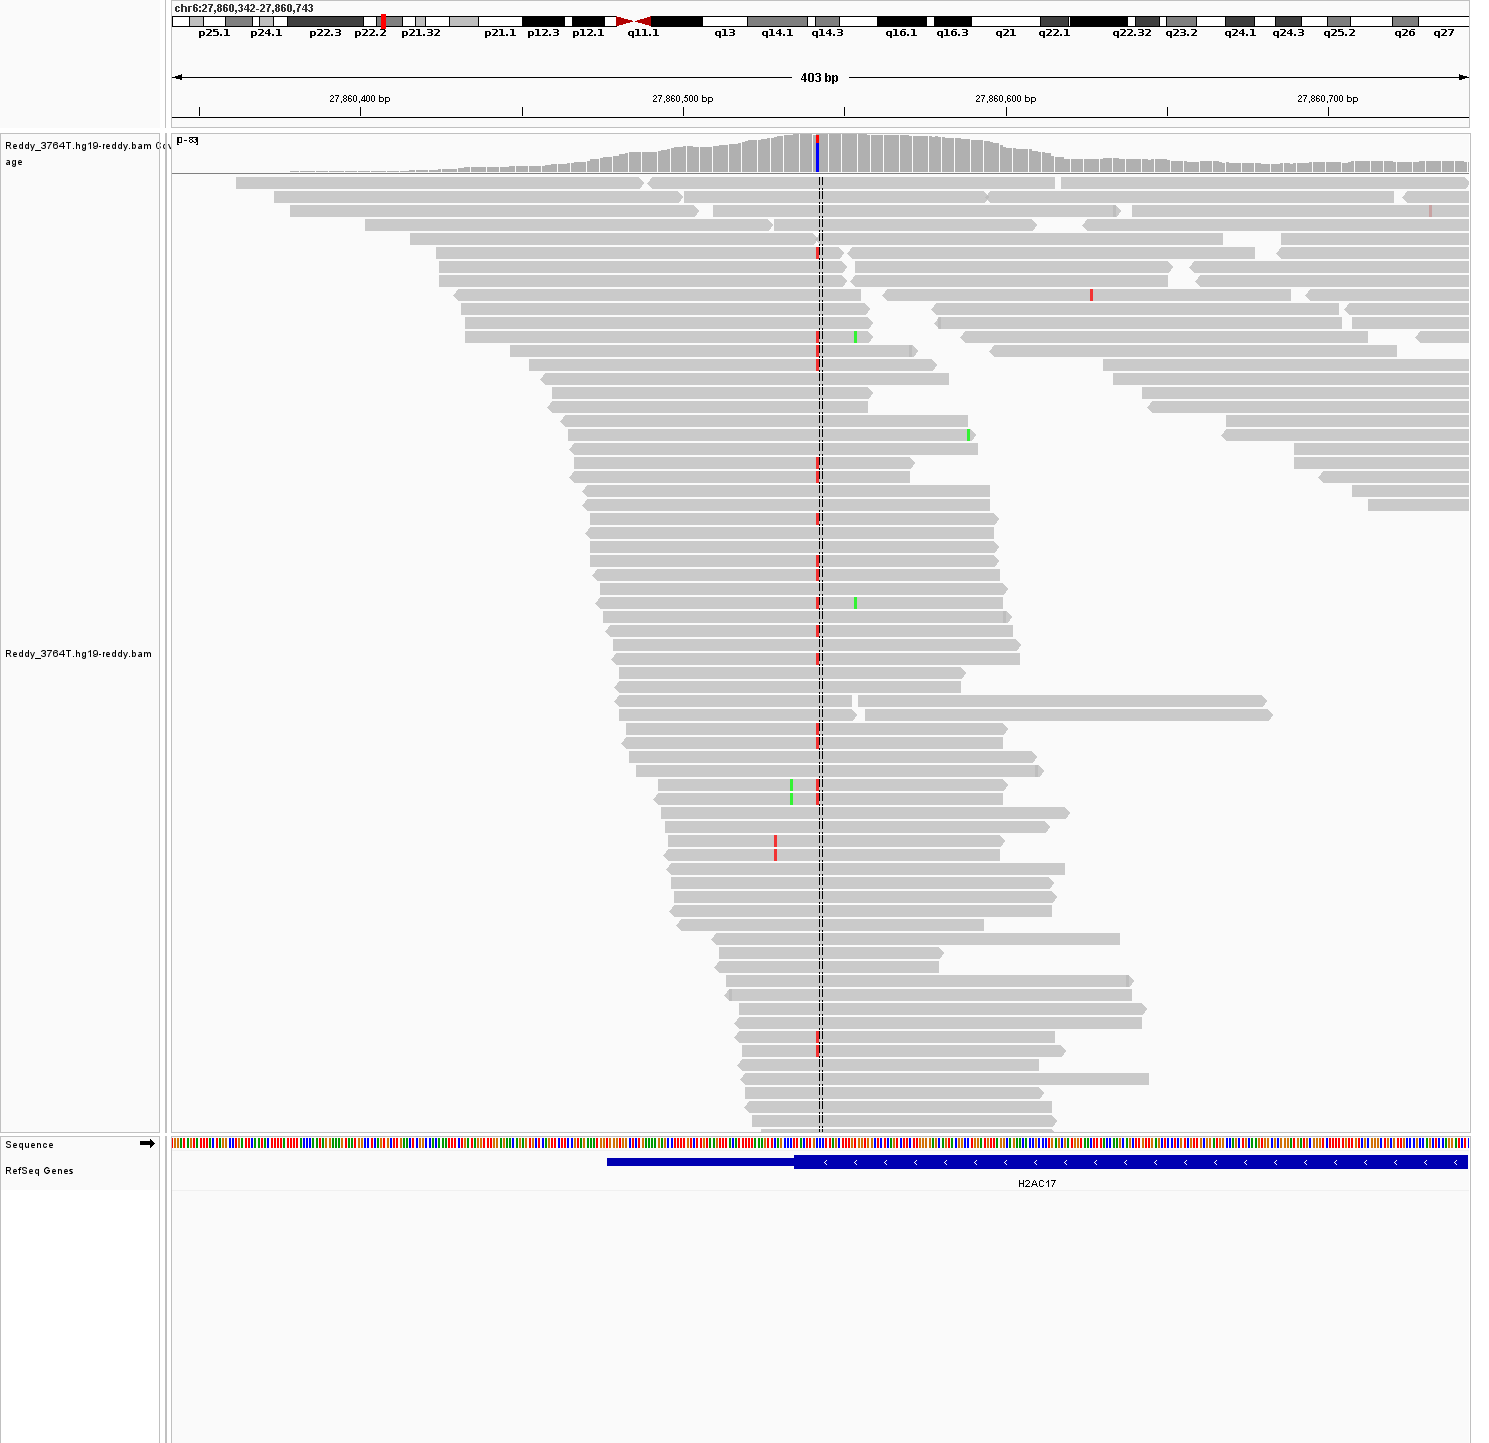 chr6:27,860,342-27,860,743
p25.1 p24.1 p22.3 p22.2 p21.32 p21.1 p12.3 p12.1 q11.1 q13 q14.1 q14.3 q16.1 q16.3 q21 q22.1 q22.32 q23.2 q24.1 q24.3 q25.2 q26 q27
403 bp
27,860,400 bp 27,860,500 bp 27,860,600 bp 27,860,700 bp
[0 - 83]
Reddy_3764T.hg19-reddy.bam Cov
age
Reddy_3764T.hg19-reddy.bam
Sequence
RefSeq Genes
H2AC17